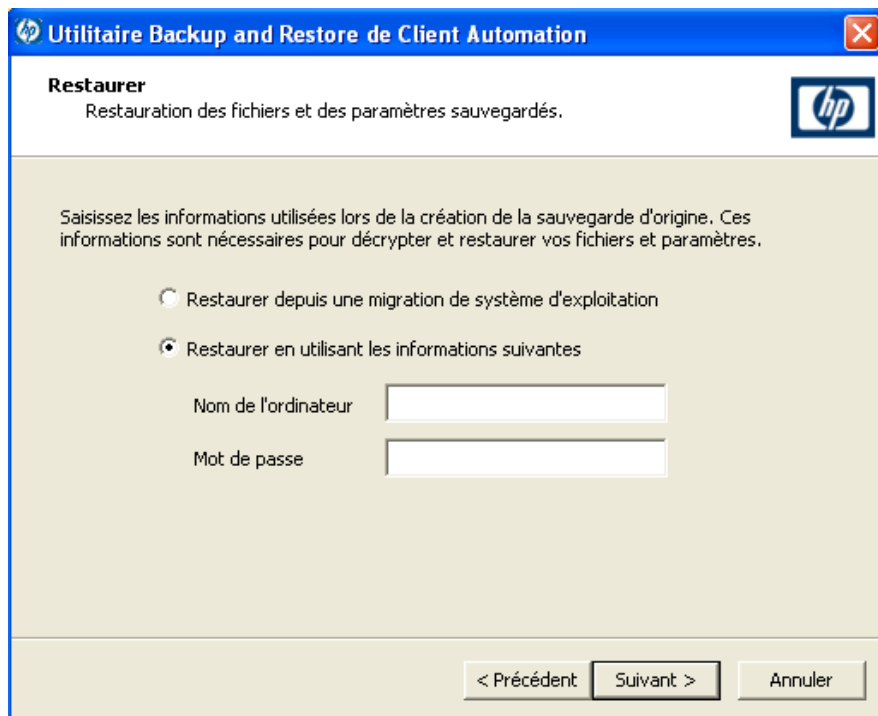 Utilitaire Backup and Restore de Client Automation
Restaurer
Restauration des fichiers et des paramètres sauvegardés.
hp
Saisissez les informations utilisées lors de la création de la sauvegarde d'origine. Ces
informations sont nécessaires pour décrypter et restaurer vos fichiers et paramètres.
Restaurer depuis une migration de système d'exploitation
Restaurer en utilisant les informations suivantes
Nom de l'ordinateur
Mot de passe
< Précédent
Suivant >
Annuler